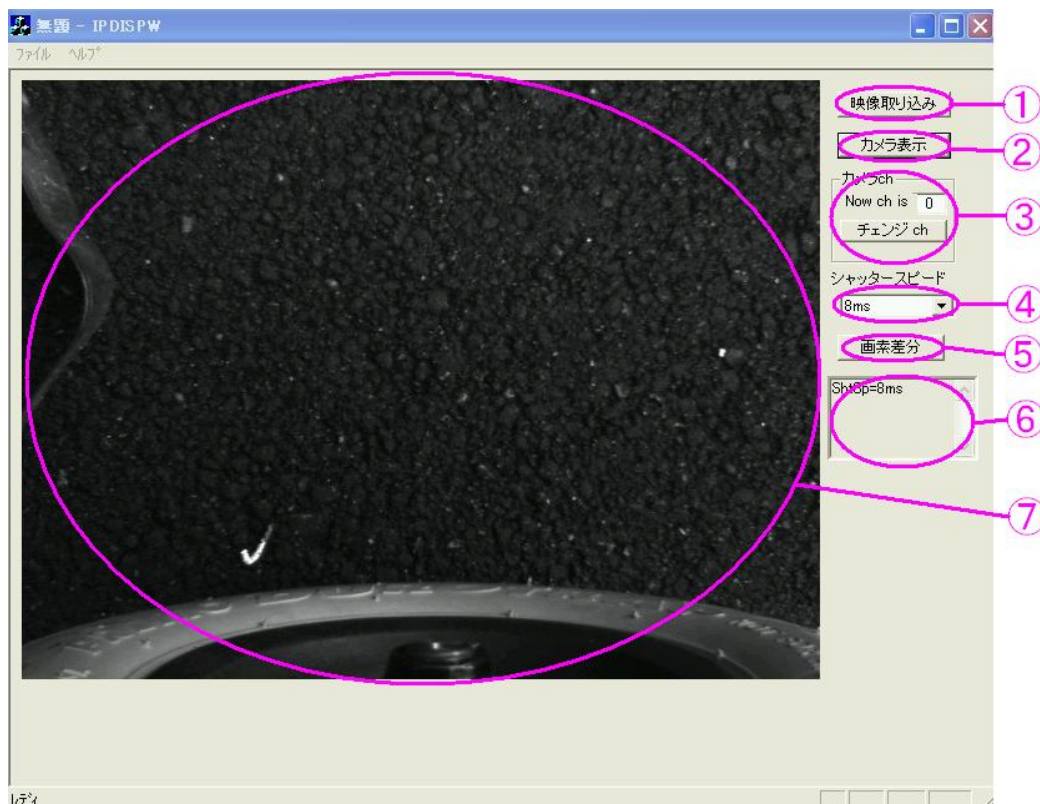 無題 - IPDISPW
ファイル ヘルプ
映像取り込み ①
カメラ表示 ②
カメラch
Now ch is 0 ③
チェンジ ch
シャッタースピード
8ms ④
画素差分 ⑤
ShtSp=8ms
⑥
⑦
レディ